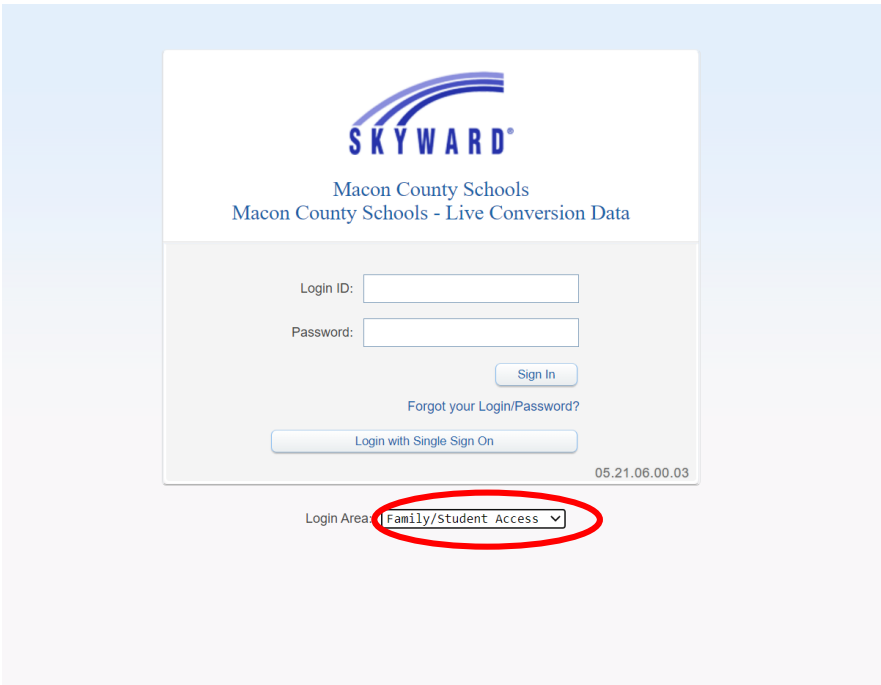 SKYWARD®
Macon County Schools
Macon County Schools - Live Conversion Data
Login ID:
Password:
Sign In
Forgot your Login/Password?
Login with Single Sign On
05.21.06.00.03
Login Area: Family/Student Access